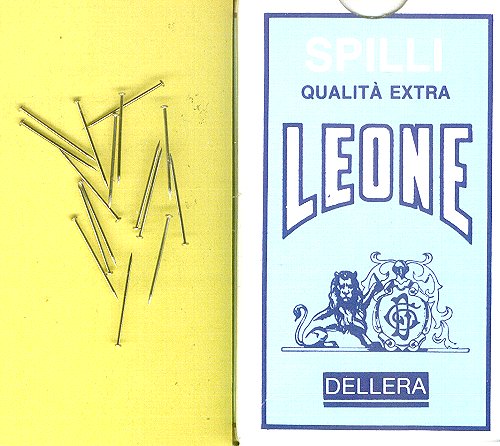 SPILLI
QUALITÀ EXTRA
LEONE
DELLERA